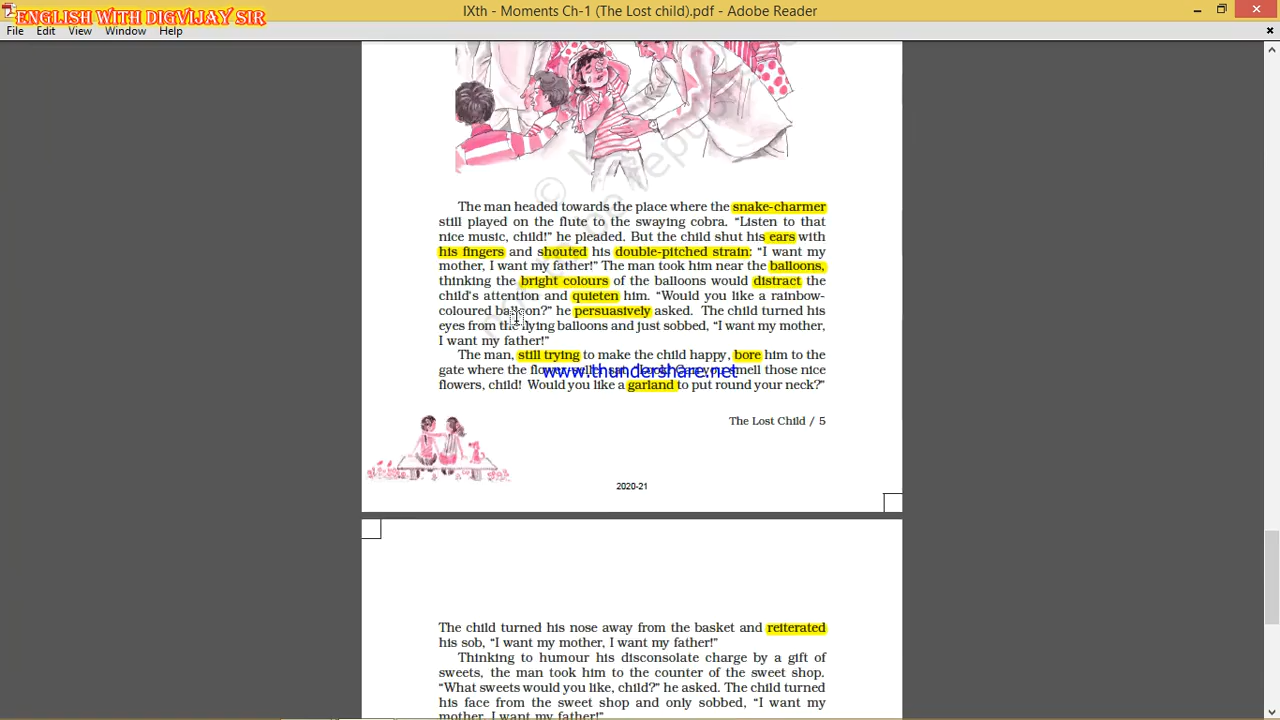 ENGLISH WITH DIGVIJAY SIR
IXth - Moments Ch-1 (The Lost child).pdf - Adobe Reader
File Edit View Window Help
The man headed towards the place where the snake-charmer
still played on the flute to the swaying cobra. “Listen to that
nice music, child!” he pleaded. But the child shut his ears with
his fingers and shouted his double-pitched strain: “I want my
mother, I want my father!” The man took him near the balloons,
thinking the bright colours of the balloons would distract the
child's attention and quieten him. “Would you like a rainbow-
coloured balloon?” he persuasively asked. The child turned his
eyes from the flying balloons and just sobbed, “I want my mother,
I want my father!”
The man, still trying to make the child happy, bore him to the
gate where the flower-seller sat. “Look! Can you smell those nice
www.thundershare.net
flowers, child! Would you like a garland to put round your neck?”
The Lost Child / 5
2020-21
The child turned his nose away from the basket and reiterated
his sob, “I want my mother, I want my father!”
Thinking to humour his disconsolate charge by a gift of
sweets, the man took him to the counter of the sweet shop.
“What sweets would you like, child?” he asked. The child turned
his face from the sweet shop and only sobbed, “I want my
mother, I want my father!”